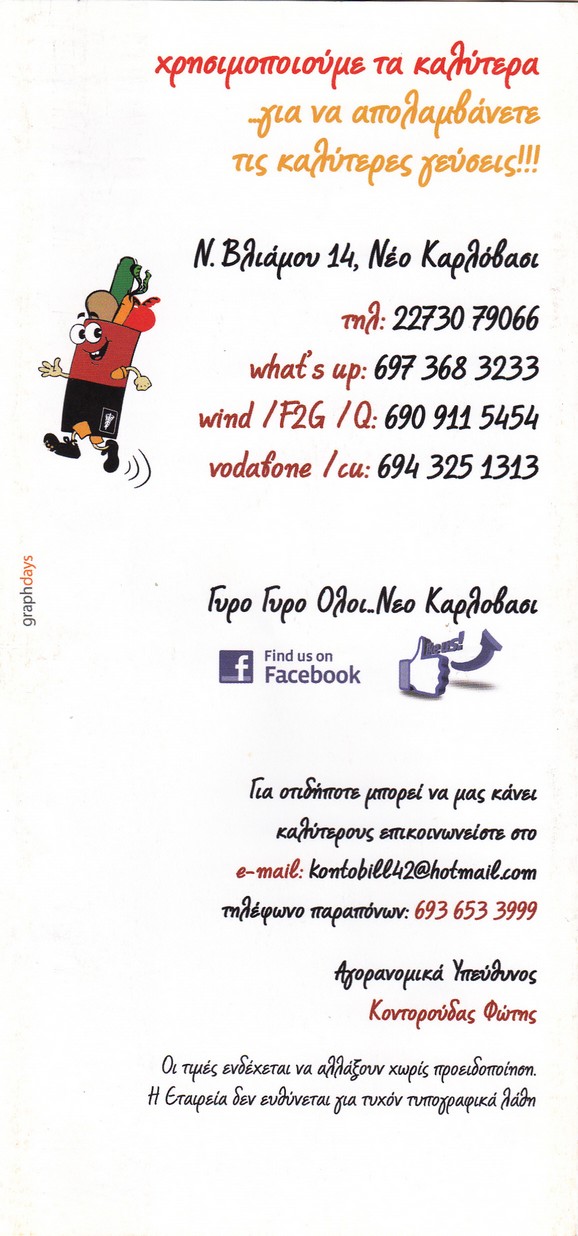 χρησιμοποιούμε τα καλύτερα
...για να απολαμβάνετε
τις καλύτερες γεύσεις!!!
Ν. Βλιάμου 14, Νέο Καρλόβασι
τηλ: 22730 79066
what's up: 697 368 3233
wind /F2G /Q: 690 911 5454
vodafone /cu: 694 325 1313
graphdays
Γυρο Γυρο Ολοι...Νεο Καρλοβασι
Find us on
Facebook
like us!
Για οτιδήποτε μπορεί να μας κάνει
καλύτερους επικοινωνείστε στο
e-mail: kontobill42@hotmail.com
τηλέφωνο παραπόνων: 693 653 3999
Αγορανομικά Υπεύθυνος
Κοντορούδας Φώτης
Οι τιμές ενδέχεται να αλλάξουν χωρίς προειδοποίηση.
Η Εταιρεία δεν ευθύνεται για τυχόν τυπογραφικά λάθη